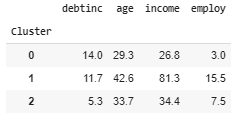 debtinc age income employ
Cluster
0 14.0 29.3 26.8 3.0
1 11.7 42.6 81.3 15.5
2 5.3 33.7 34.4 7.5